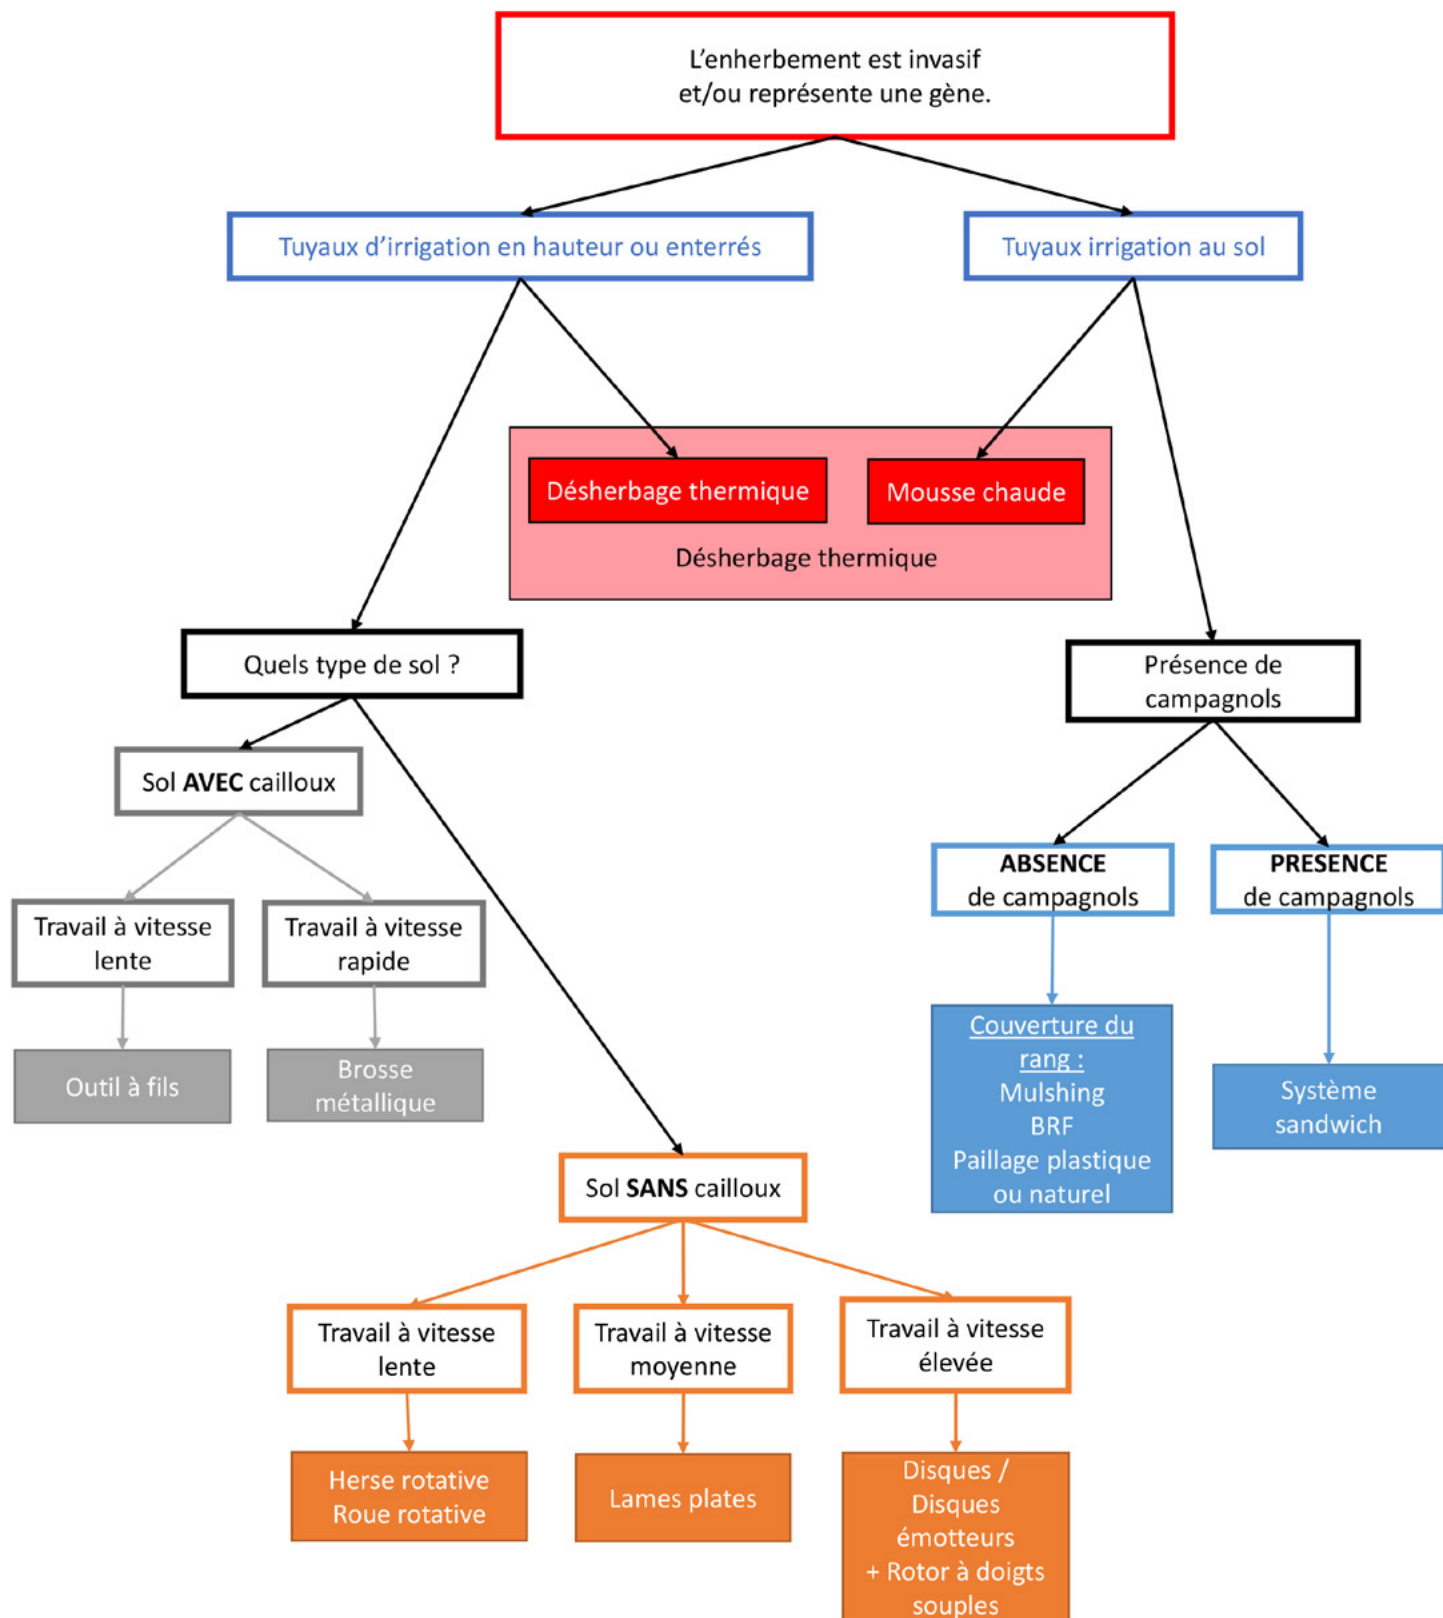 L’enherbement est invasif
et/ou représente une gène.
Tuyaux d’irrigation en hauteur ou enterrés
Tuyaux irrigation au sol
Désherbage thermique
Mousse chaude
Désherbage thermique
Quels type de sol ?
Présence de
campagnols
Sol AVEC cailloux
ABSENCE
de campagnols
PRESENCE
de campagnols
Travail à vitesse
lente
Travail à vitesse
rapide
Outil à fils
Brosse
métallique
Couverture du
rang :
Mulshing
BRF
Paillage plastique
ou naturel
Système
sandwich
Sol SANS cailloux
Travail à vitesse
lente
Travail à vitesse
moyenne
Travail à vitesse
élevée
Herse rotative
Roue rotative
Lames plates
Disques /
Disques
émotteurs
+ Rotor à doigts
souples